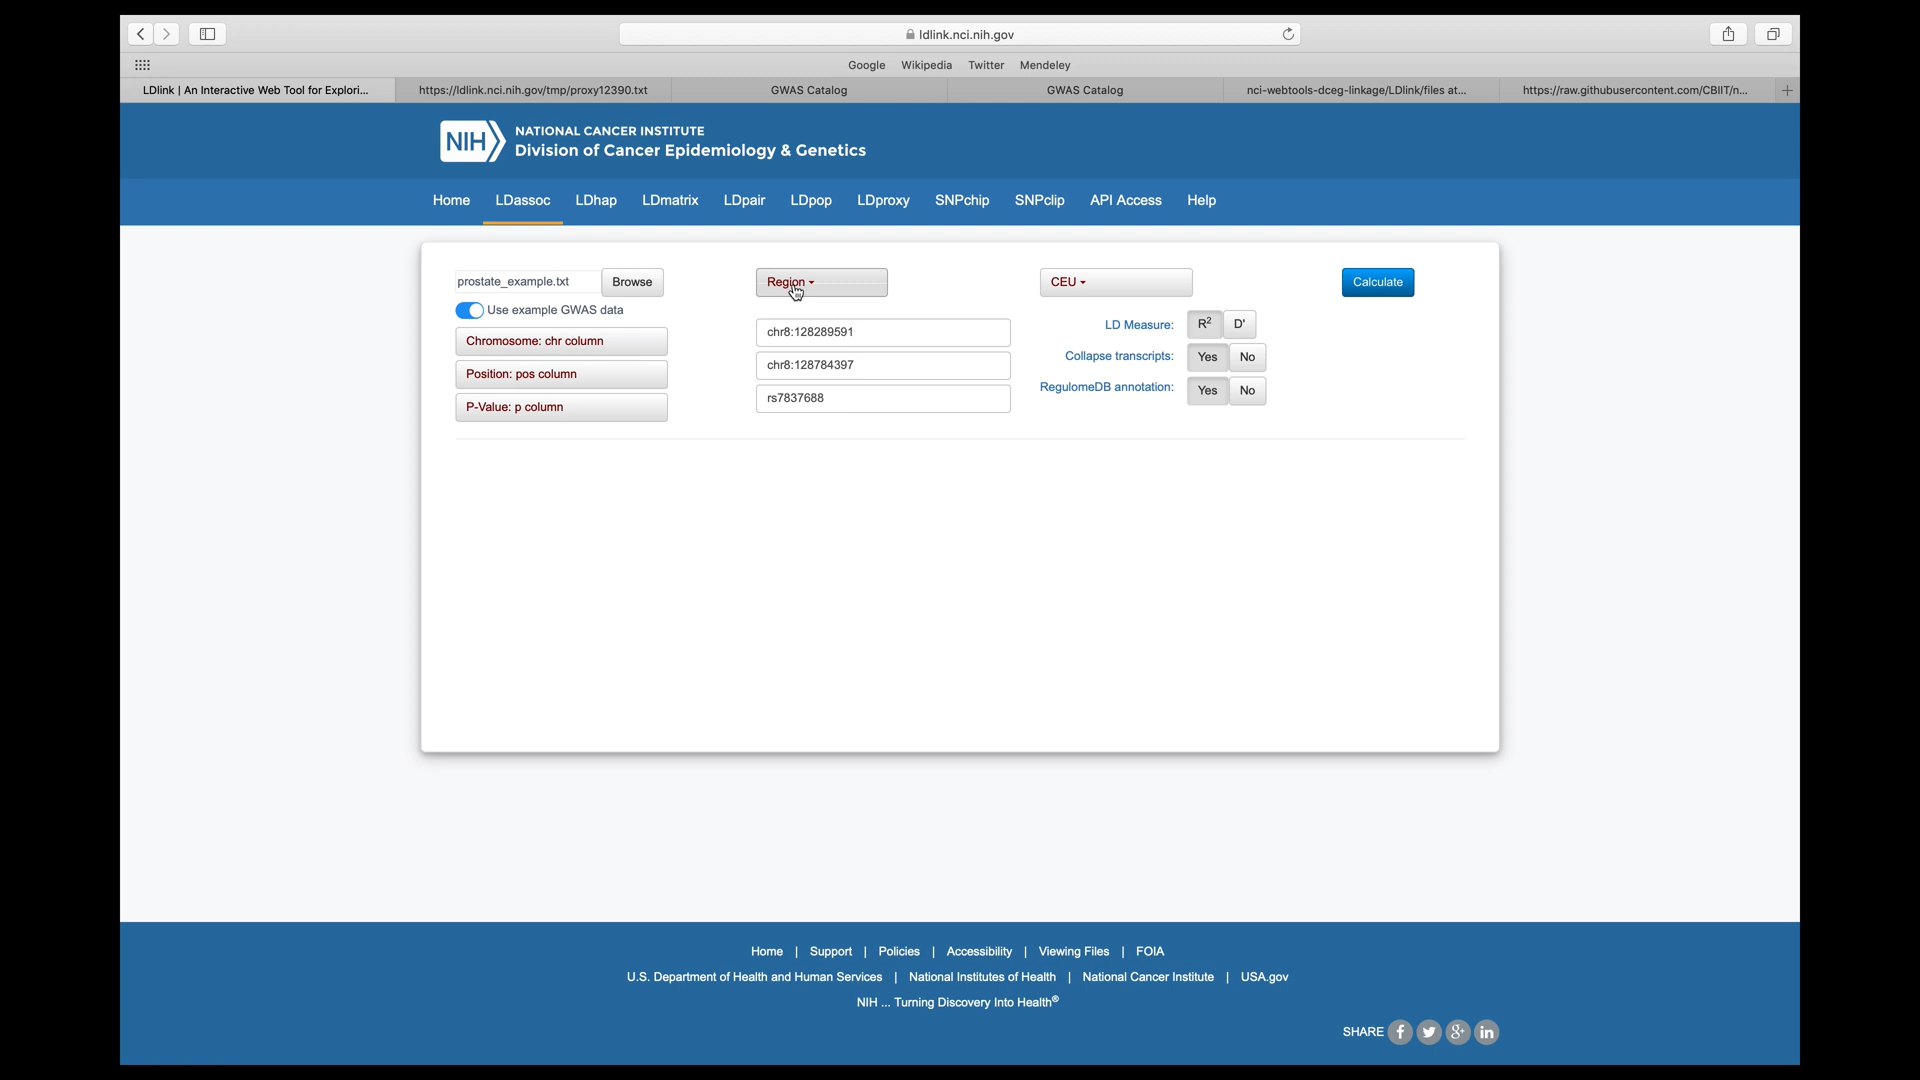 ldlink.nci.nih.gov
Google Wikipedia Twitter Mendeley
LDlink | An Interactive Web Tool for Explori... https://ldlink.nci.nih.gov/tmp/proxy12390.txt GWAS Catalog GWAS Catalog nci-webtools-dceg-linkage/LDlink/files at... https://raw.githubusercontent.com/CBIIT/n...
NIH NATIONAL CANCER INSTITUTE
Division of Cancer Epidemiology & Genetics
Home LDassoc LDhap LDmatrix LDpair LDpop LDproxy SNPchip SNPclip API Access Help
prostate_example.txt Browse Region CEU Calculate
Use example GWAS data
Chromosome: chr column
Position: pos column
P-Value: p column
chr8:128289591
chr8:128784397
rs7837688
LD Measure: R² D'
Collapse transcripts: Yes No
RegulomeDB annotation: Yes No
Home | Support | Policies | Accessibility | Viewing Files | FOIA
U.S. Department of Health and Human Services | National Institutes of Health | National Cancer Institute | USA.gov
NIH ... Turning Discovery Into Health®
SHARE